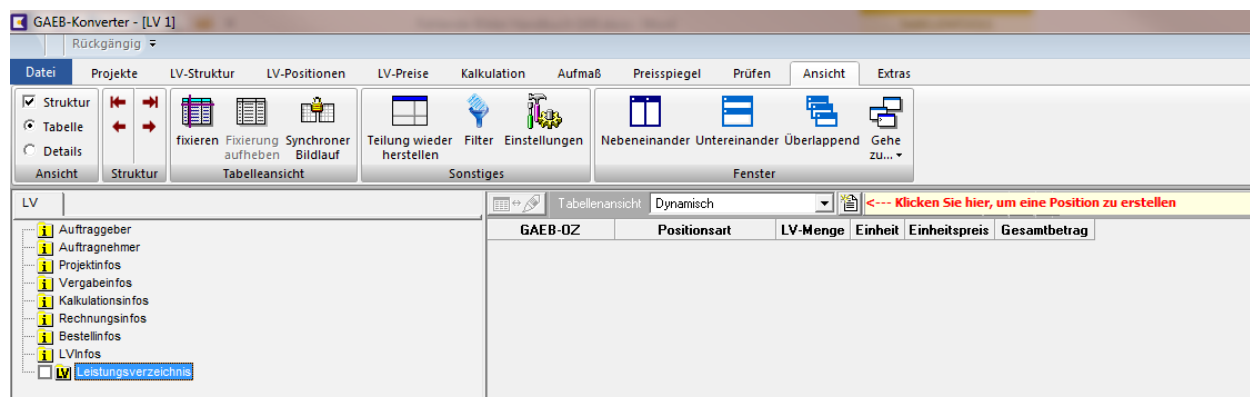 GAEB-Konverter - [LV 1]
Rückgängig
Datei Projekte LV-Struktur LV-Positionen LV-Preise Kalkulation Aufmaß Preisspiegel Prüfen Ansicht Extras
Struktur
Tabelle
Details
Ansicht
Struktur
fixieren Fixierung aufheben Synchroner Bildlauf
Tabelleansicht
Teilung wieder herstellen Filter Einstellungen
Sonstiges
Nebeneinander Untereinander Überlappend Gehe zu...
Fenster
LV
Tabellenansicht Dynamisch <--- Klicken Sie hier, um eine Position zu erstellen
GAEB-OZ Positionsart LV-Menge Einheit Einheitspreis Gesamtbetrag
Auftraggeber
Auftragnehmer
Projektinfos
Vergabeinfos
Kalkulationsinfos
Rechnungsinfos
Bestellinfos
LVInfos
LV Leistungsverzeichnis